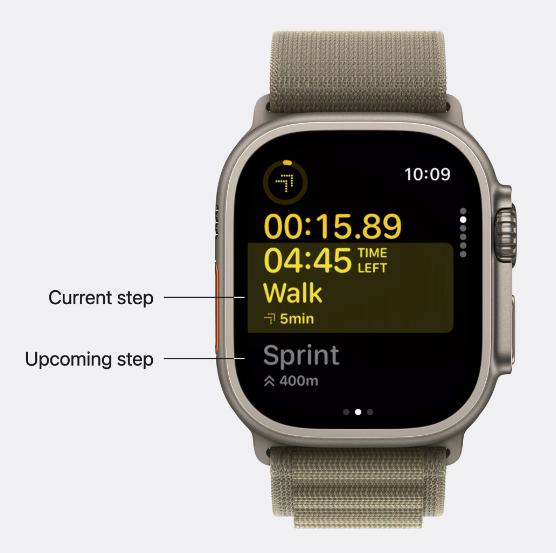 10:09
00:15.89
04:45 TIME LEFT
Walk
5min
Current step
Sprint
400m
Upcoming step